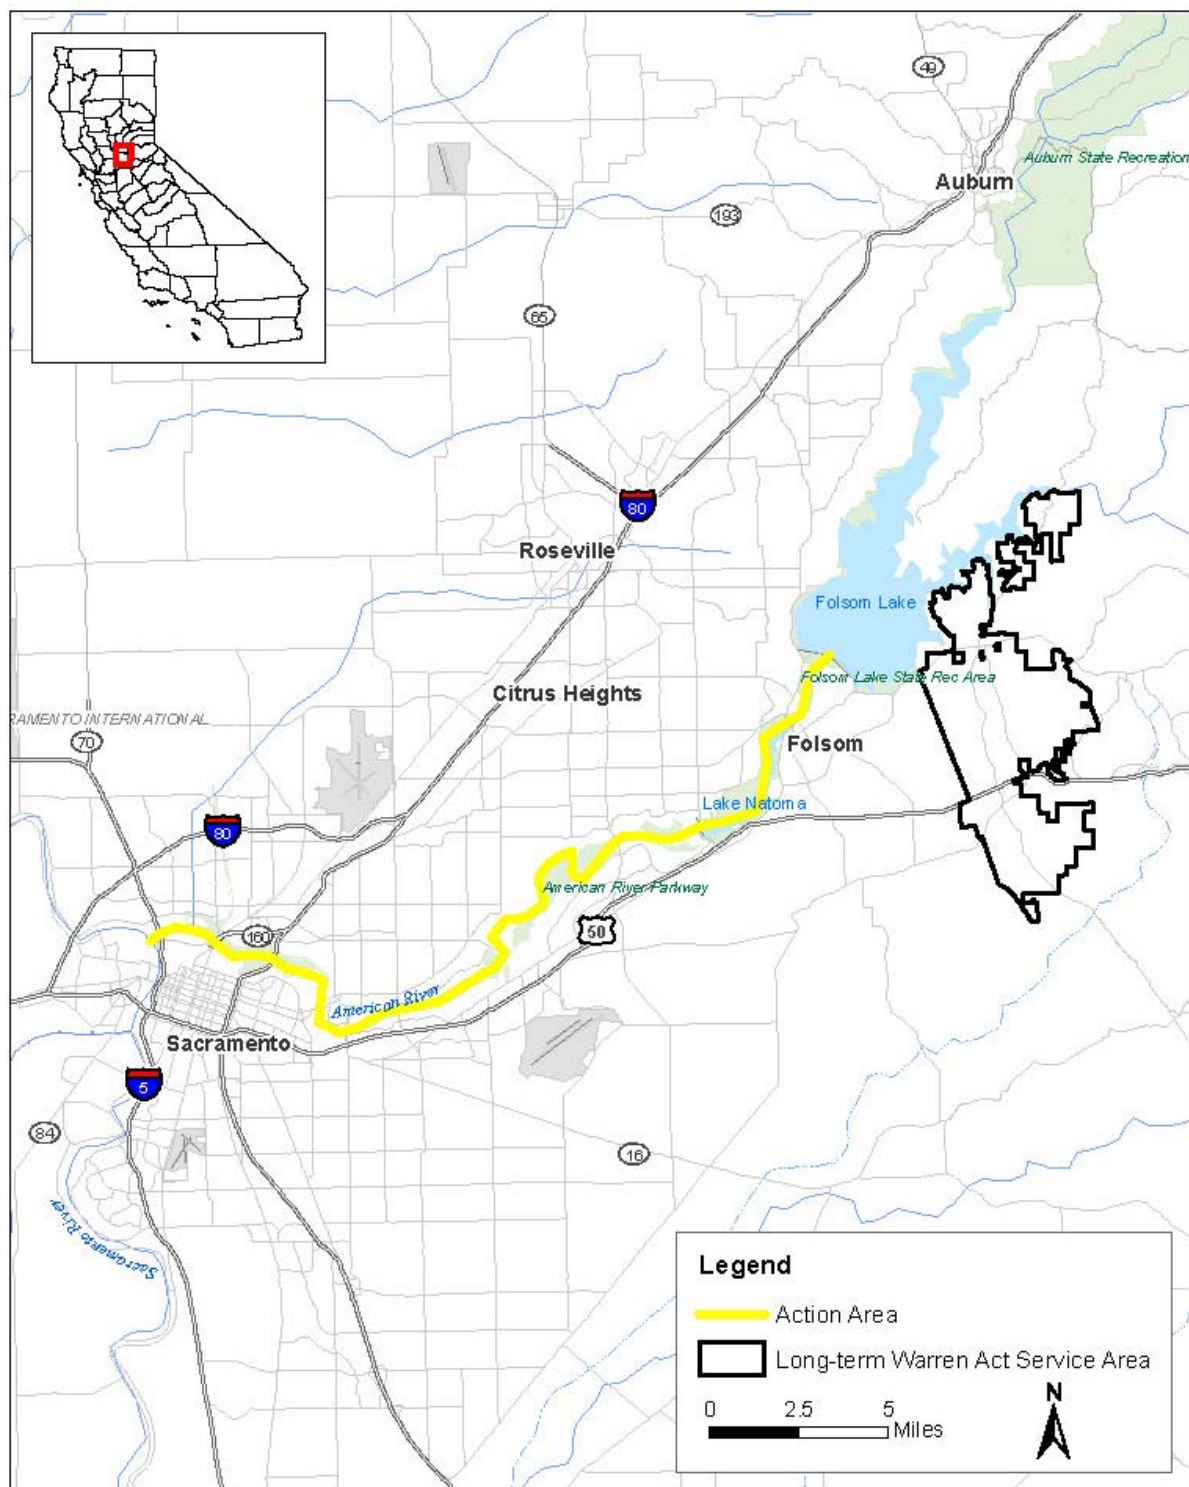 49
Auburn State Recreation
Auburn
193
65
80
Roseville
Folsom Lake
Folsom Lake State Rec Area
Citrus Heights
RAMENTO INTERNATIONAL
70
Folsom
Lake Natoma
80
American River Parkway
50
160
American River
Sacramento
5
84
16
Sacramento River
Legend
Action Area
Long-term Warren Act Service Area
0 2.5 5
Miles
N